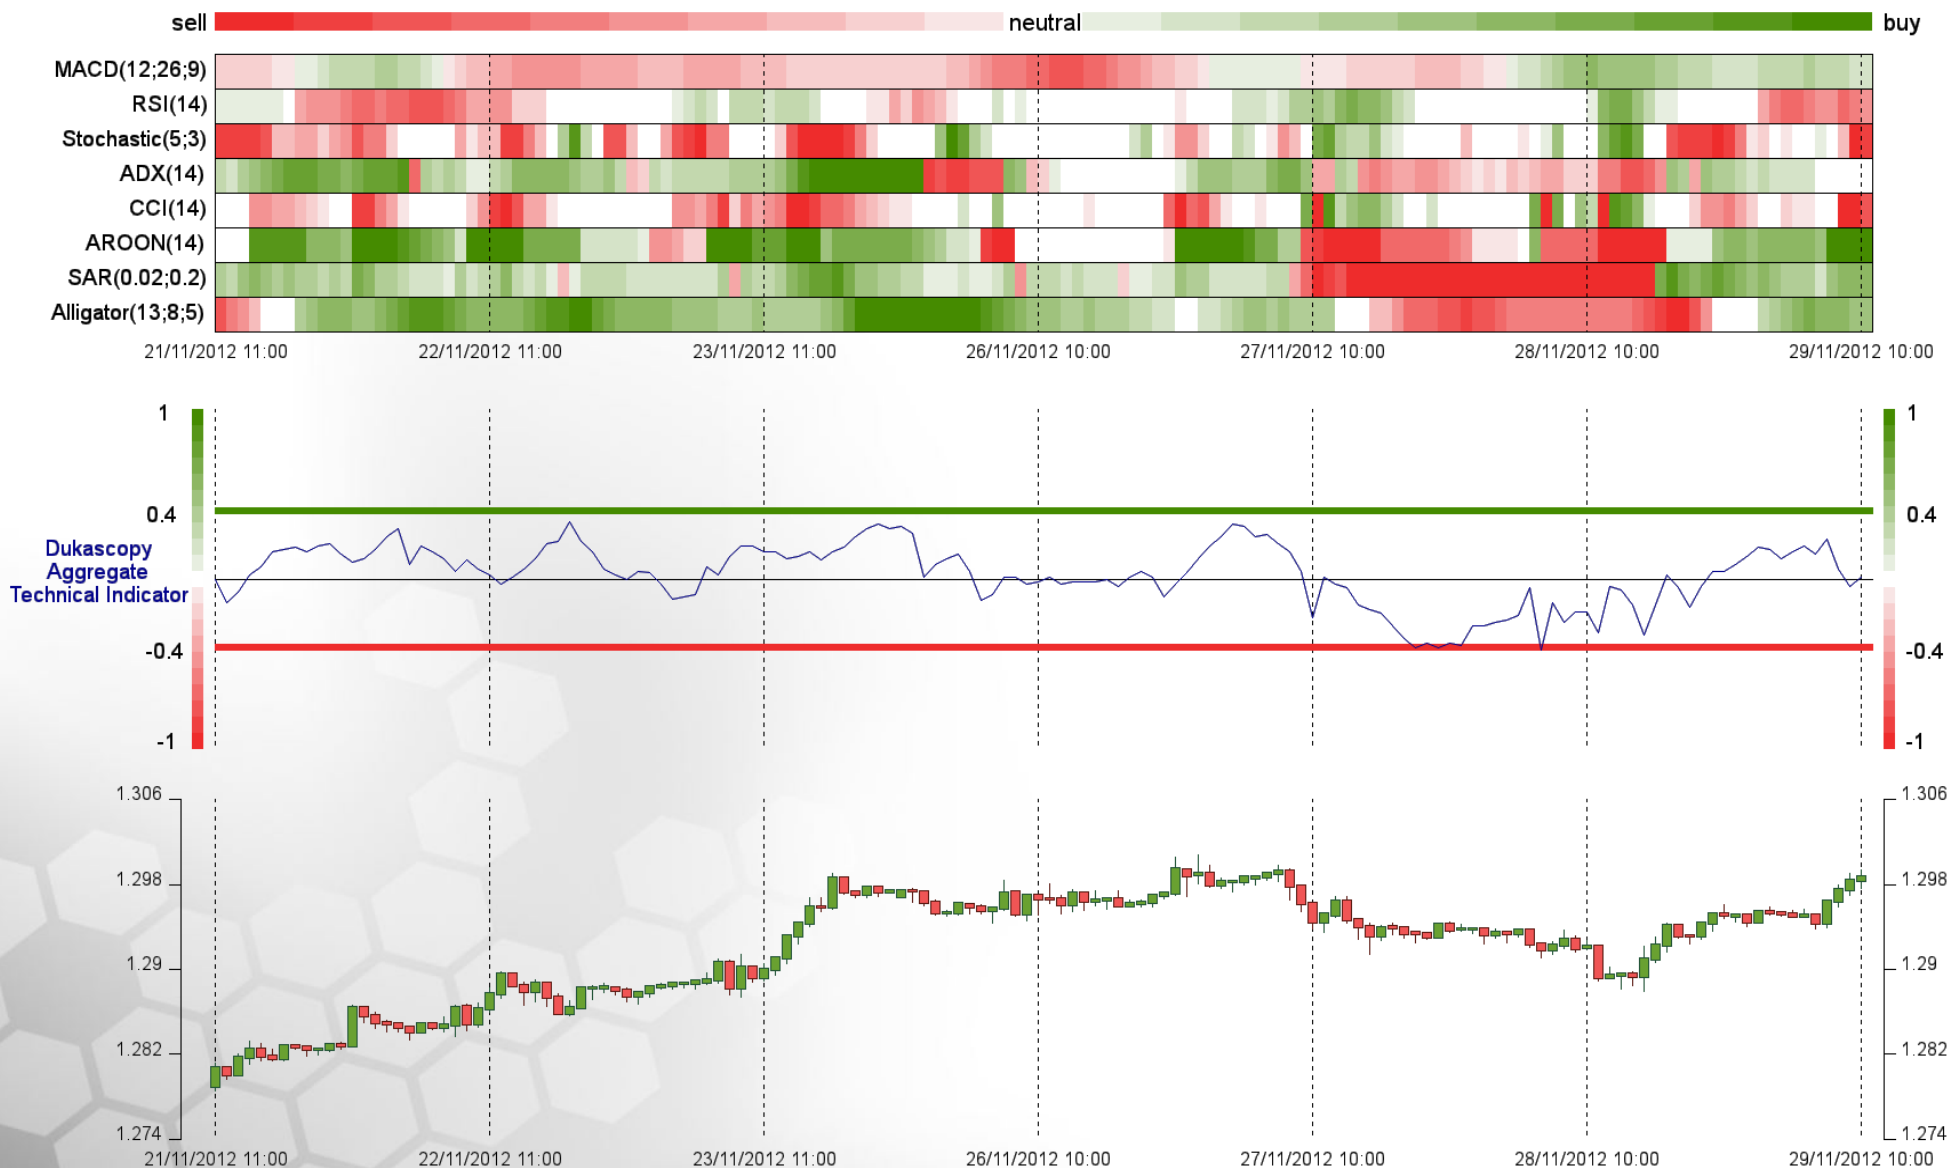 sell neutral buy
MACD(12;26;9)
RSI(14)
Stochastic(5;3)
ADX(14)
CCI(14)
AROON(14)
SAR(0.02;0.2)
Alligator(13;8;5)
21/11/2012 11:00 22/11/2012 11:00 23/11/2012 11:00 26/11/2012 10:00 27/11/2012 10:00 28/11/2012 10:00 29/11/2012 10:00
1 1
0.4 0.4
Dukascopy
Aggregate
Technical Indicator
-0.4 -0.4
-1 -1
1.306 1.306
1.298 1.298
1.29 1.29
1.282 1.282
1.274 1.274
21/11/2012 11:00 22/11/2012 11:00 23/11/2012 11:00 26/11/2012 10:00 27/11/2012 10:00 28/11/2012 10:00 29/11/2012 10:00